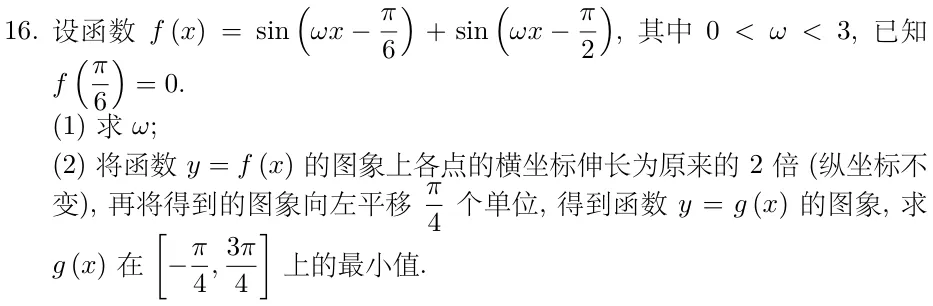 16. 设函数 f (x) = sin(ωx − π/6) + sin(ωx − π/2), 其中 0 < ω < 3, 已知
f(π/6) = 0.
(1) 求 ω;
(2) 将函数 y = f (x) 的图象上各点的横坐标伸长为原来的 2 倍 (纵坐标不
变), 再将得到的图象向左平移 π/4 个单位, 得到函数 y = g (x) 的图象, 求
g (x) 在 [−π/4, 3π/4] 上的最小值.